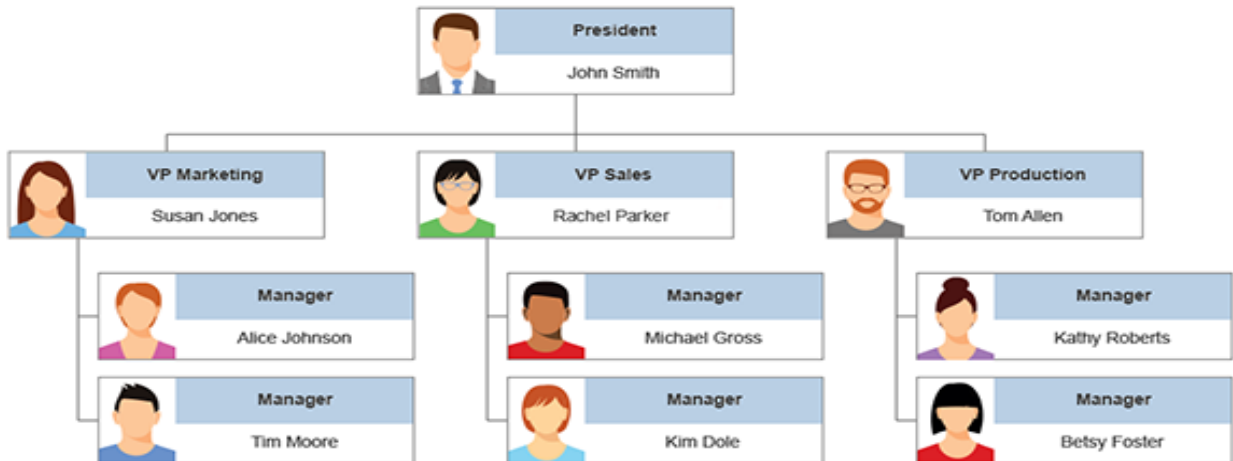 President
John Smith
VP Marketing
Susan Jones
VP Sales
Rachel Parker
VP Production
Tom Allen
Manager
Alice Johnson
Manager
Michael Gross
Manager
Kathy Roberts
Manager
Tim Moore
Manager
Kim Dole
Manager
Betsy Foster